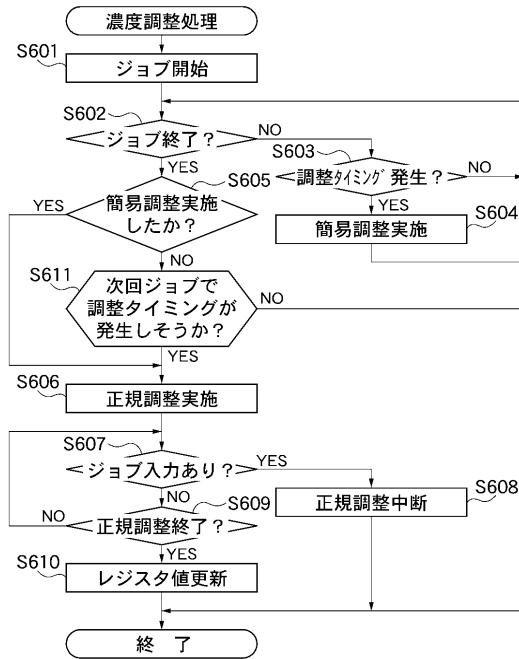 濃度調整処理
S601
ジョブ開始
S602
ジョブ終了?
NO
YES
S603
調整タイミング発生?
NO
YES
S604
簡易調整実施
S605
簡易調整実施
したか?
YES
NO
S611
次回ジョブで
調整タイミングが
発生しそうか?
NO
YES
S606
正規調整実施
S607
ジョブ入力あり?
YES
NO
S608
正規調整中断
S609
正規調整終了?
NO
YES
S610
レジスタ値更新
終 了